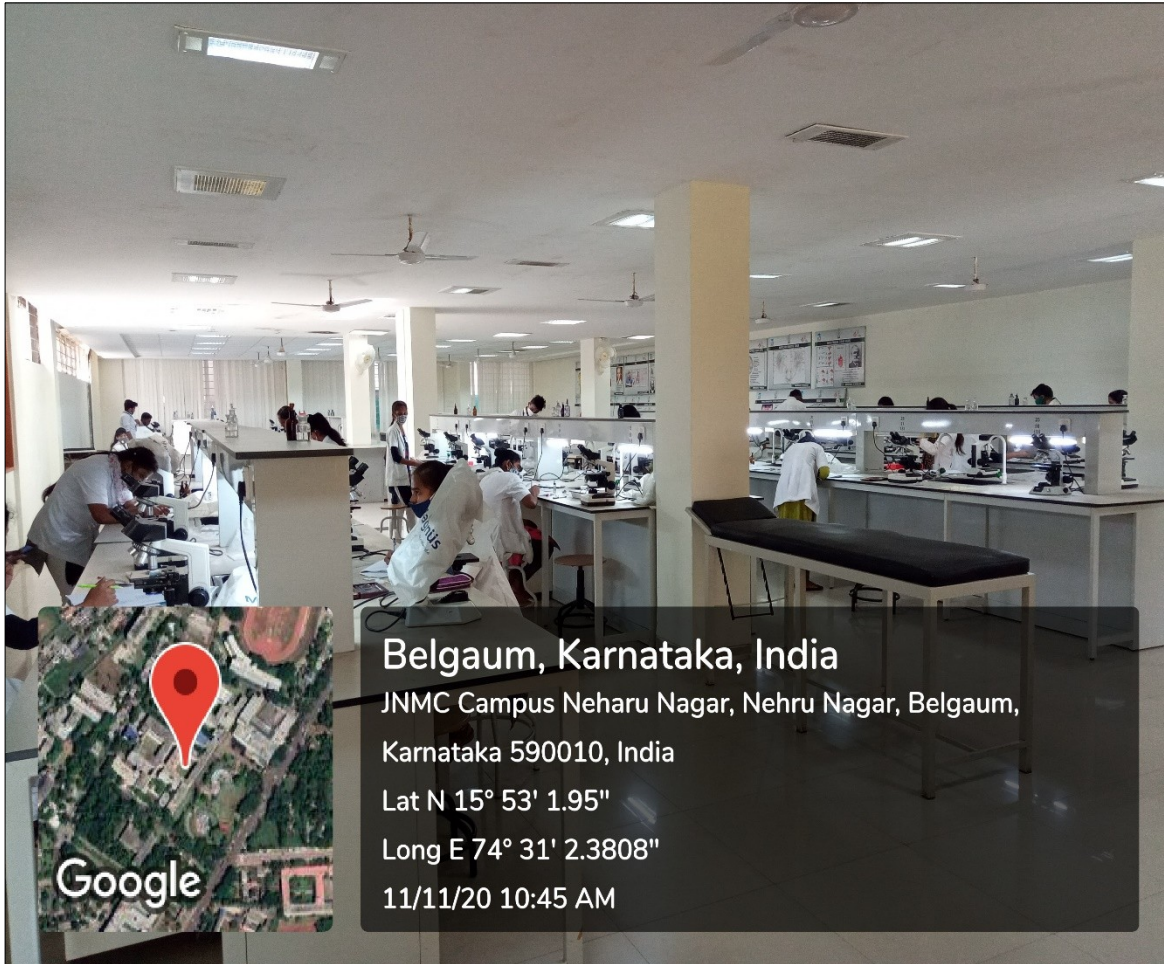 Belgaum, Karnataka, India
JNMC Campus Neharu Nagar, Nehru Nagar, Belgaum,
Karnataka 590010, India
Lat N 15° 53' 1.95"
Long E 74° 31' 2.3808"
11/11/20 10:45 AM
Google